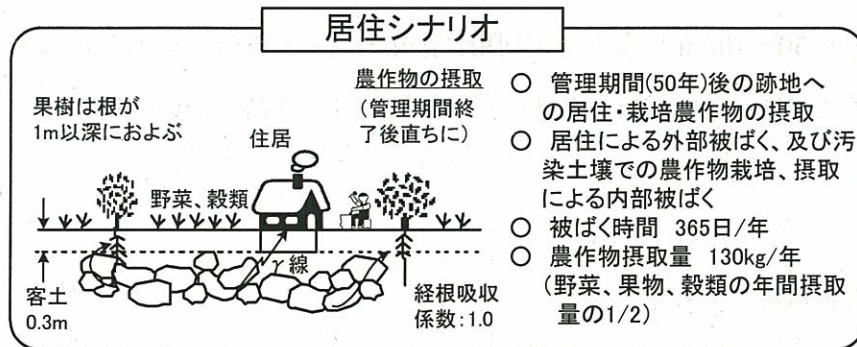 居住シナリオ
果樹は根が
1m以深におよぶ
住居
農作物の摂取
(管理期間終
了後直ちに)
野菜、穀類
γ線
客土
0.3m
経根吸収
係数:1.0
○ 管理期間(50年)後の跡地へ
の居住・栽培農作物の摂取
○ 居住による外部被ばく、及び汚
染土壌での農作物栽培、摂取
による内部被ばく
○ 被ばく時間 365日/年
○ 農作物摂取量 130kg/年
(野菜、果物、穀類の年間摂取
量の1/2)